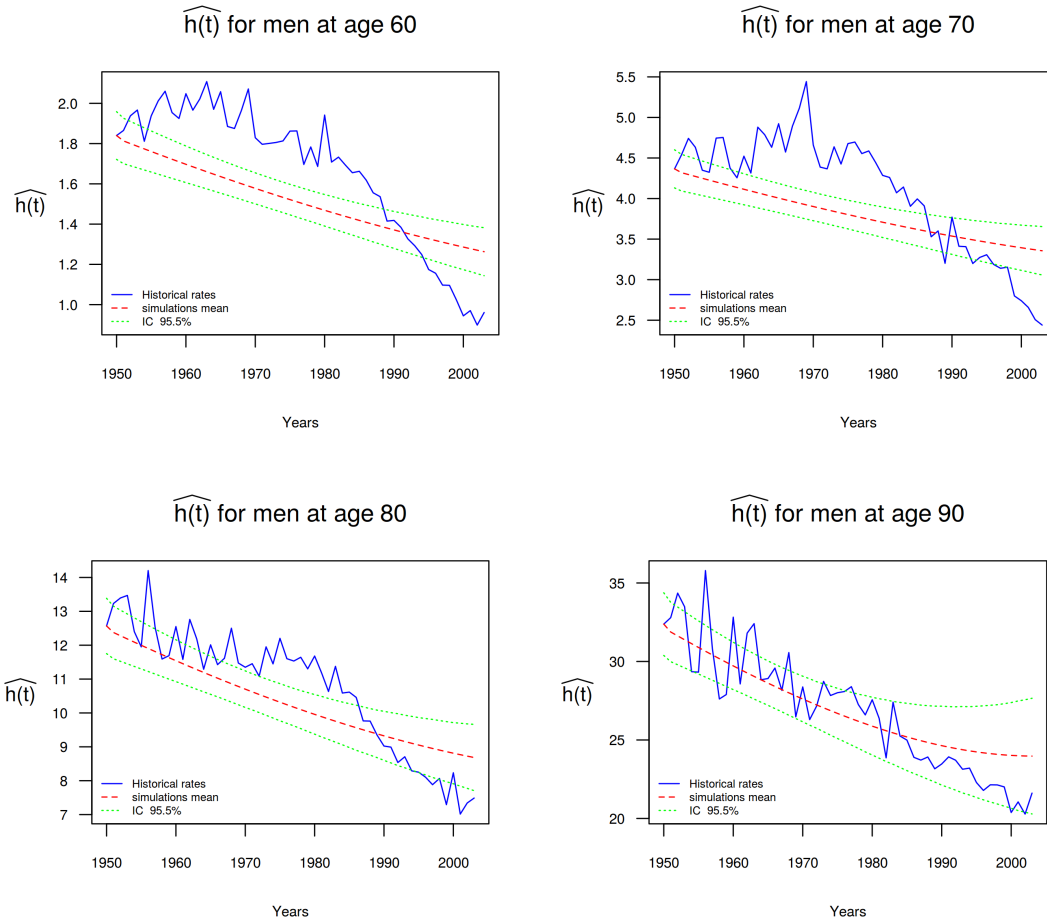 h(t) for men at age 60
h(t)
2.0
1.8
1.6
1.4
1.2
1.0
Historical rates
simulations mean
IC 95.5%
1950 1960 1970 1980 1990 2000
Years
h(t) for men at age 70
h(t)
5.5
5.0
4.5
4.0
3.5
3.0
2.5
Historical rates
simulations mean
IC 95.5%
1950 1960 1970 1980 1990 2000
Years
h(t) for men at age 80
h(t)
14
13
12
11
10
9
8
7
Historical rates
simulations mean
IC 95.5%
1950 1960 1970 1980 1990 2000
Years
h(t) for men at age 90
h(t)
35
30
25
20
Historical rates
simulations mean
IC 95.5%
1950 1960 1970 1980 1990 2000
Years